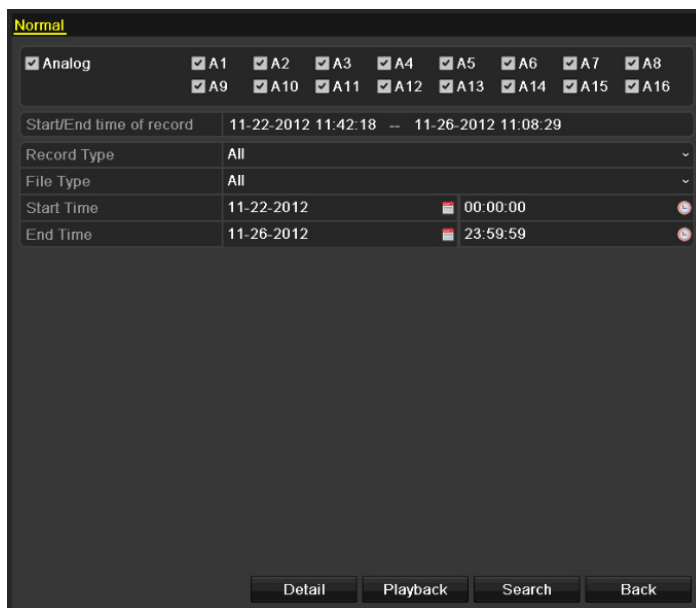 Normal
Analog A1 A2 A3 A4 A5 A6 A7 A8
A9 A10 A11 A12 A13 A14 A15 A16
Start/End time of record 11-22-2012 11:42:18 -- 11-26-2012 11:08:29
Record Type All
File Type All
Start Time 11-22-2012 00:00:00
End Time 11-26-2012 23:59:59
Detail Playback Search Back